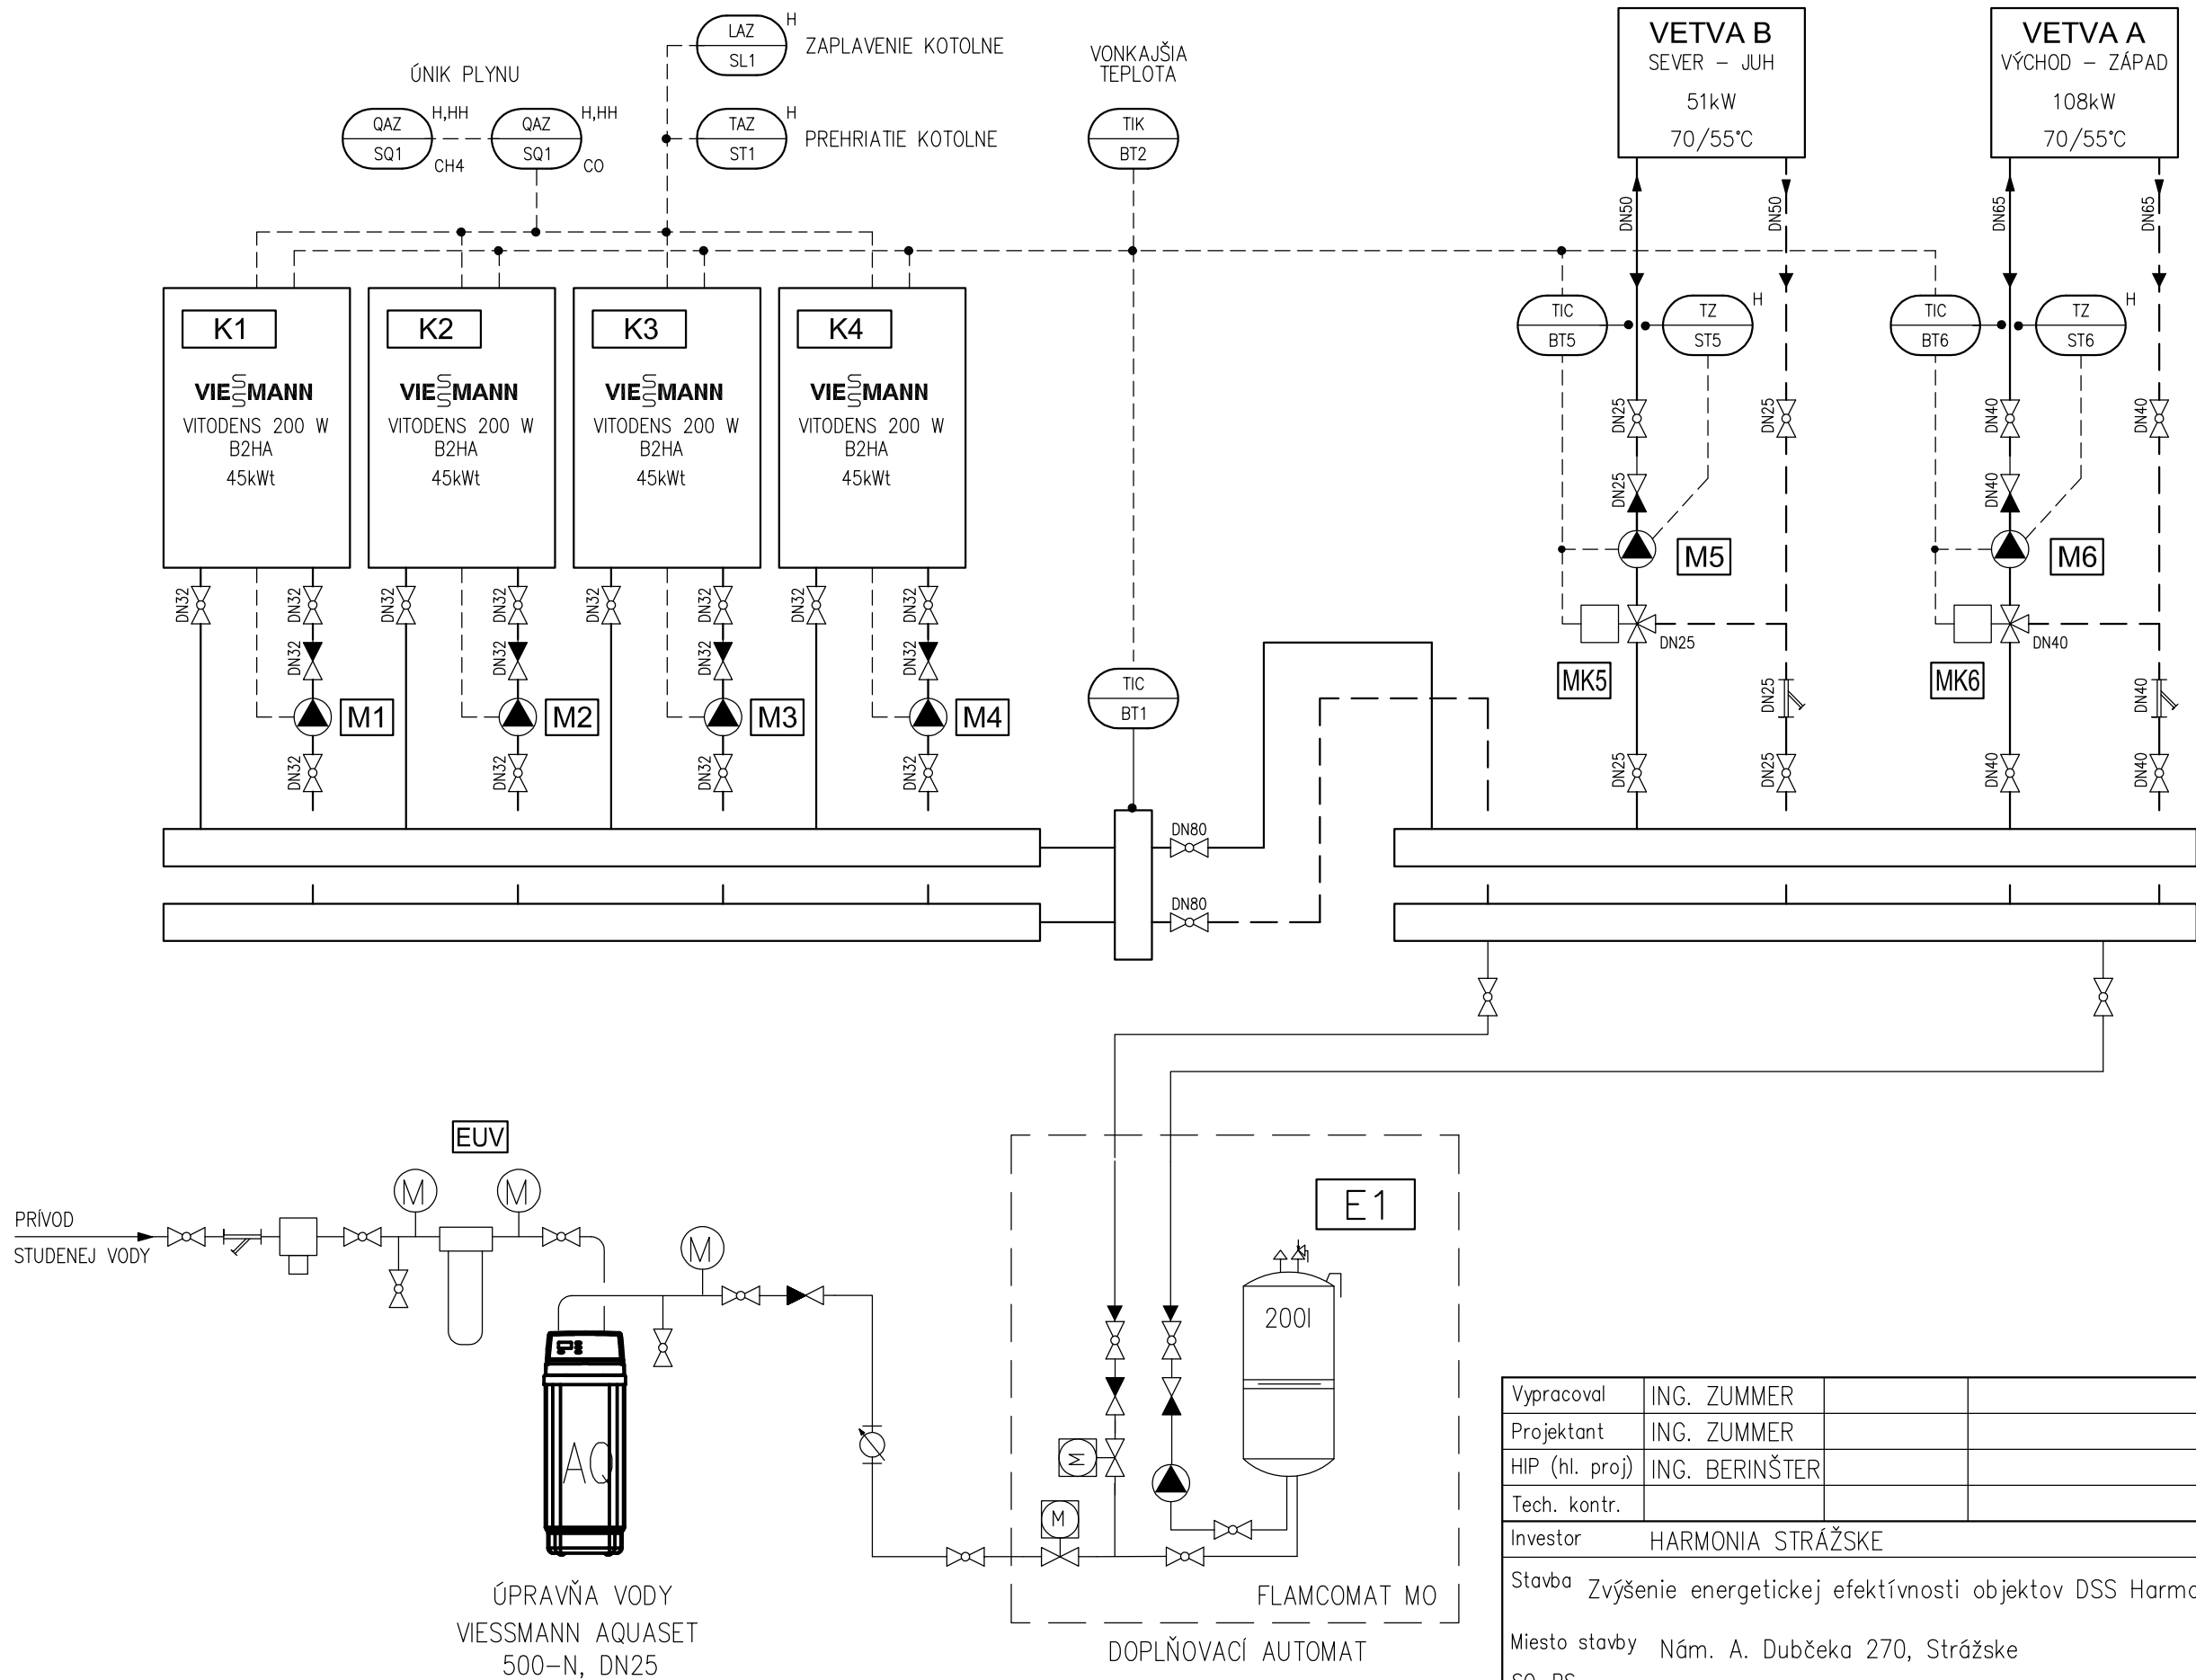 LAZ
SL1
H
ZAPLAVENIE KOTOLNE
ÚNIK PLYNU
QAZ
SQ1
H,HH
CH4
QAZ
SQ1
H,HH
CO
TAZ
ST1
H
PREHRIATIE KOTOLNE
VONKAJŠIA
TEPLOTA
TIK
BT2
VETVA B
SEVER – JUH
51kW
70/55°C
VETVA A
VÝCHOD – ZÁPAD
108kW
70/55°C
DN50
DN50
DN65
DN65
K1
VIESSMANN
VITODENS 200 W
B2HA
45kWt
K2
VIESSMANN
VITODENS 200 W
B2HA
45kWt
K3
VIESSMANN
VITODENS 200 W
B2HA
45kWt
K4
VIESSMANN
VITODENS 200 W
B2HA
45kWt
TIC
BT5
TZ
ST5
H
TIC
BT6
TZ
ST6
H
DN25
DN25
DN40
DN40
DN25
DN40
M5
M6
DN25
DN40
MK5
MK6
DN25
DN40
DN25
DN25
DN40
DN40
DN32
DN32
DN32
DN32
DN32
DN32
DN32
DN32
DN32
DN32
DN32
DN32
M1
M2
M3
M4
DN32
DN32
DN32
DN32
TIC
BT1
DN80
DN80
EUV
M
M
M
PRÍVOD
STUDENEJ VODY
AQ
ÚPRAVŇA VODY
VIESSMANN AQUASET
500–N, DN25
E1
200l
M
M
FLAMCOMAT MO
DOPLŇOVACÍ AUTOMAT
Vypracoval ING. ZUMMER
Projektant ING. ZUMMER
HIP (hl. proj) ING. BERINŠTER
Tech. kontr.
Investor HARMONIA STRÁŽSKE
Stavba Zvýšenie energetickej efektívnosti objektov DSS Harmo
Miesto stavby Nám. A. Dubčeka 270, Strážske